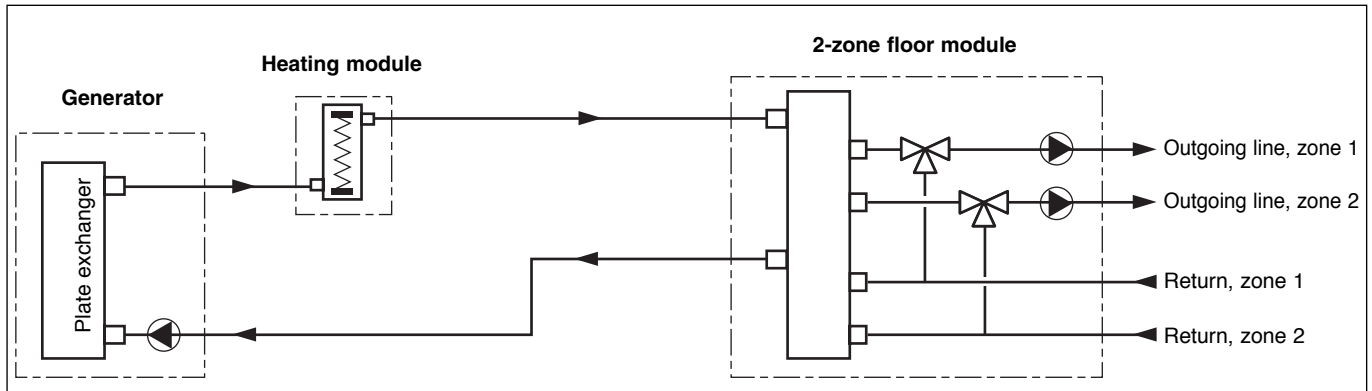 2-zone floor module
Heating module
Generator
Plate exchanger
Outgoing line, zone 1
Outgoing line, zone 2
Return, zone 1
Return, zone 2